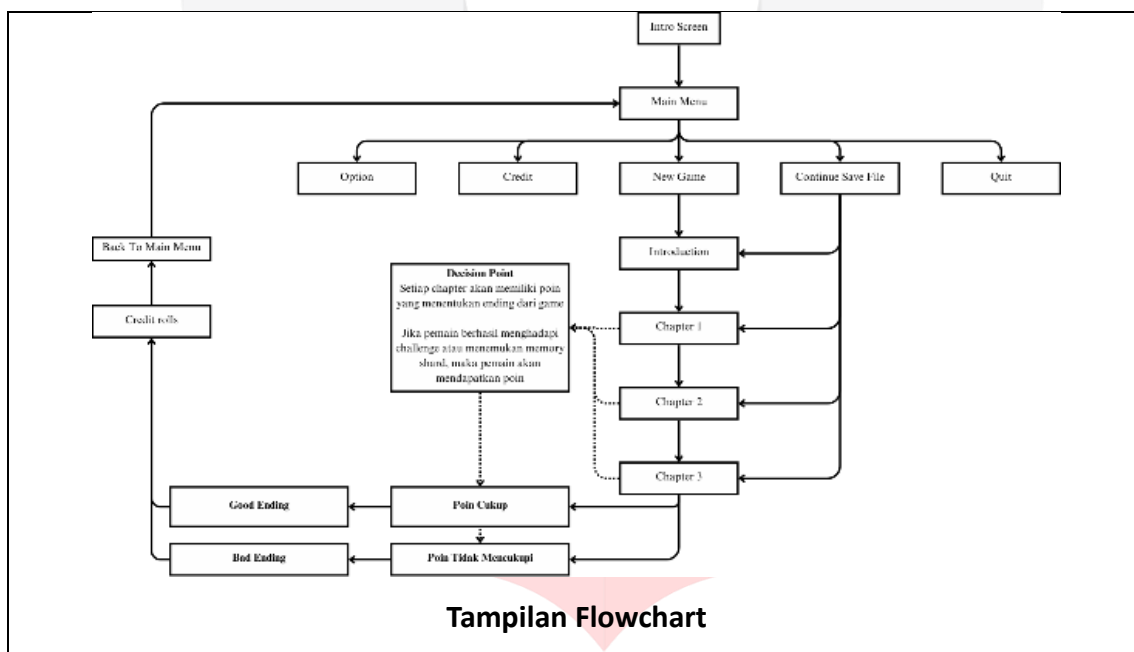 Intro Screen
Main Menu
Option
Credit
New Game
Continue Save File
Quit
Back To Main Menu
Introduction
Decision Point
Setiap chapter akan memiliki poin
yang menentukan ending dari game
Jika pemain berhasil menghadapi
challenge atau menemukan memory
shard, maka pemain akan
mendapatkan poin
Credit rolls
Chapter 1
Chapter 2
Chapter 3
Good Ending
Poin Cukup
Bad Ending
Poin Tidak Mencukupi
Tampilan Flowchart